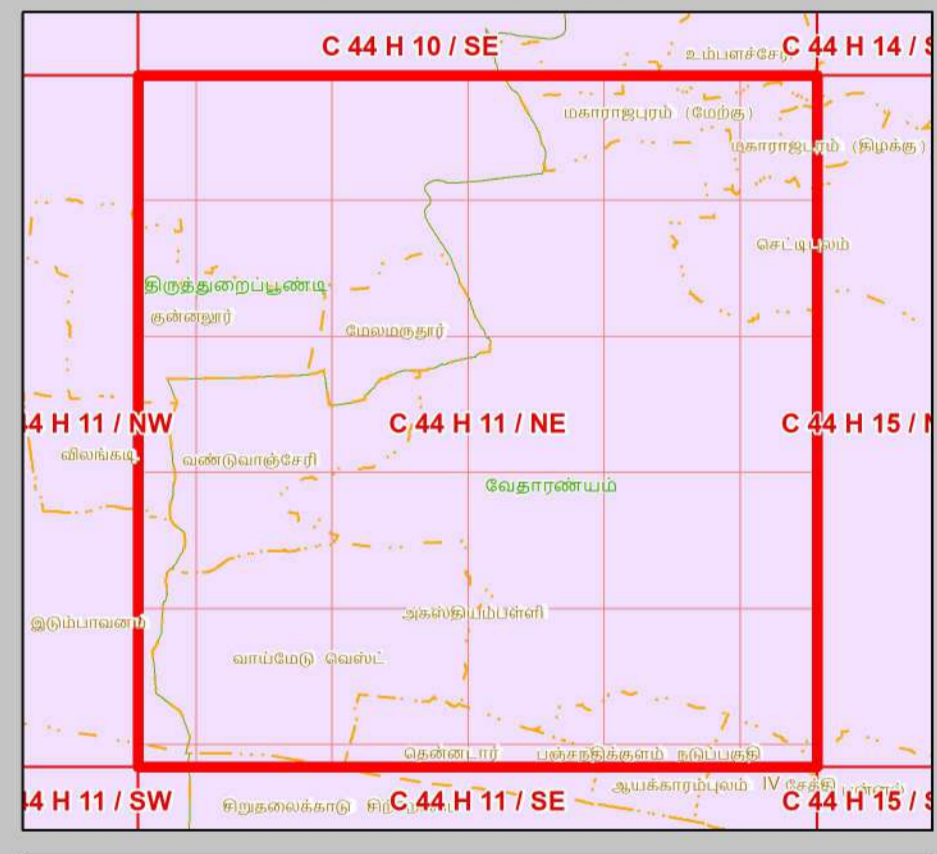 C 44 H 10 / SE
உம்பளச்சேரி
C 44 H 14 / S
மகாராஜபுரம் (மேற்கு)
மகாராஜபுரம் (கிழக்கு)
செட்டிபுலம்
திருத்துறைப்பூண்டி
குன்னலூர்
மேலமருதூர்
44 H 11 / NW
C 44 H 11 / NE
C 44 H 15 / N
விலங்கடி
வண்டுவாஞ்சேரி
வேதாரண்யம்
அகஸ்தியம்பள்ளி
இடும்பாவனம்
வாய்மேடு வெஸ்ட்
தென்னடார்
பஞ்சநதிக்குளம் நடுப்பகுதி
ஆயக்காரம்புலம் IV சேத்தி
44 H 11 / SW
சிறுதலைக்காடு
C 44 H 11 / SE
C 44 H 15 / S